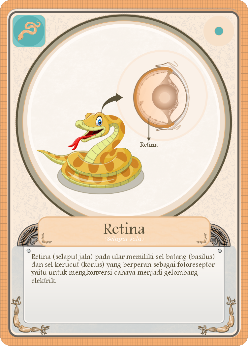 Retina
Retina
Retina (selaput jala) pada ular memiliki sel batang (basilus)
dan sel kerucut (konus) yang berperan sebagai fotoreseptor
yaitu untuk mengkonversi cahaya menjadi gelombang
elektrik.